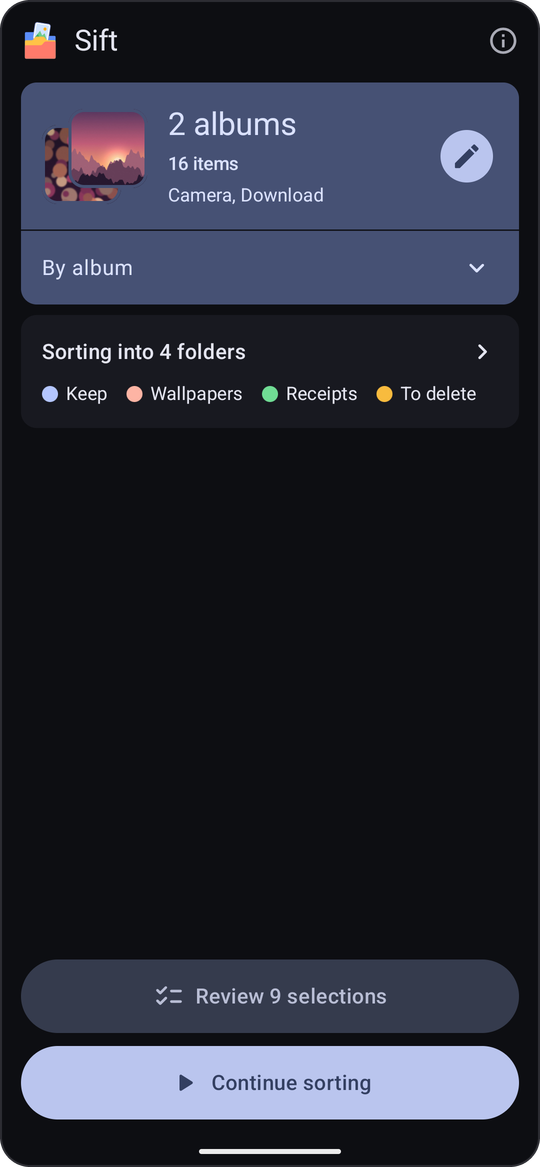 Sift
2 albums
16 items
Camera, Download
By album
Sorting into 4 folders
Keep Wallpapers Receipts To delete
Review 9 selections
Continue sorting